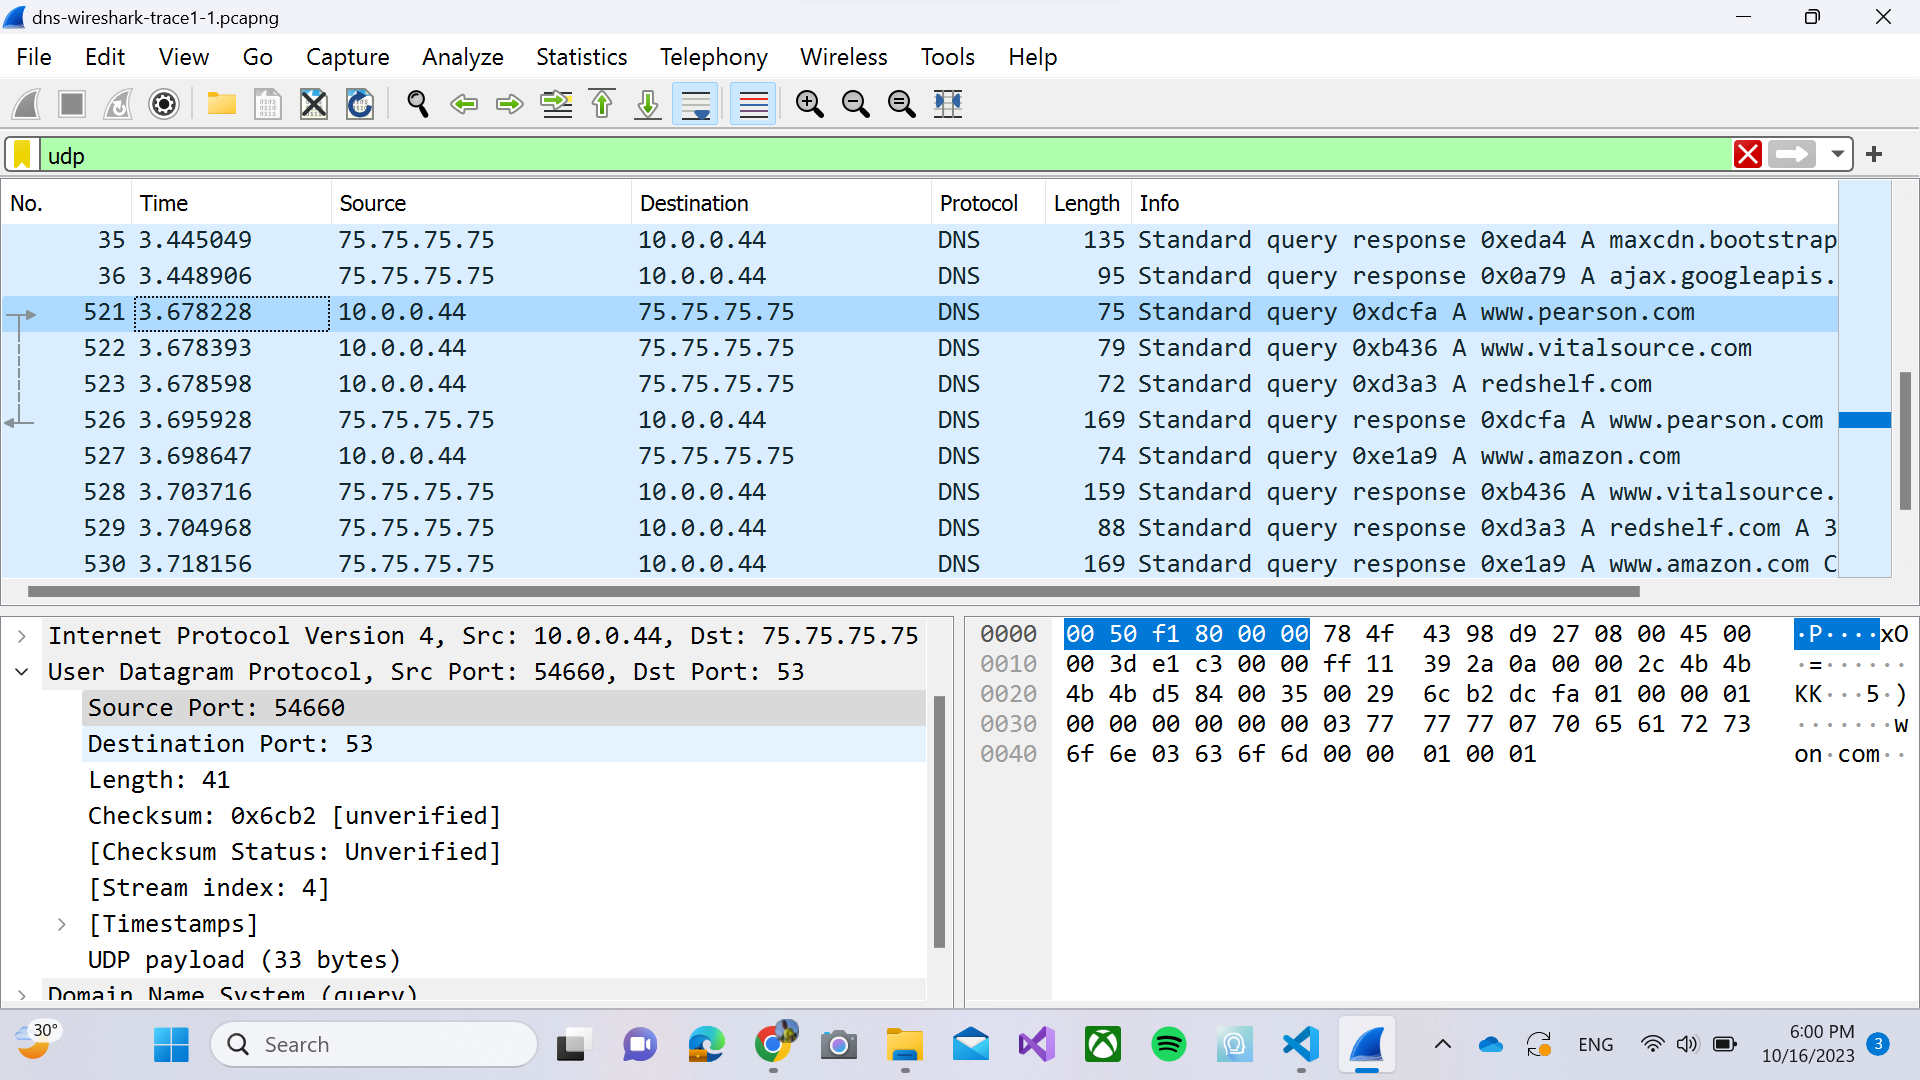 dns-wireshark-trace1-1.pcapng
File Edit View Go Capture Analyze Statistics Telephony Wireless Tools Help
udp
No. Time Source Destination Protocol Length Info
35 3.445049 75.75.75.75 10.0.0.44 DNS 135 Standard query response 0xeda4 A maxcdn.bootstrap
36 3.448906 75.75.75.75 10.0.0.44 DNS 95 Standard query response 0x0a79 A ajax.googleapis.
521 3.678228 10.0.0.44 75.75.75.75 DNS 75 Standard query 0xdcfa A www.pearson.com
522 3.678393 10.0.0.44 75.75.75.75 DNS 79 Standard query 0xb436 A www.vitalsource.com
523 3.678598 10.0.0.44 75.75.75.75 DNS 72 Standard query 0xd3a3 A redshelf.com
526 3.695928 75.75.75.75 10.0.0.44 DNS 169 Standard query response 0xdcfa A www.pearson.com
527 3.698647 10.0.0.44 75.75.75.75 DNS 74 Standard query 0xe1a9 A www.amazon.com
528 3.703716 75.75.75.75 10.0.0.44 DNS 159 Standard query response 0xb436 A www.vitalsource.
529 3.704968 75.75.75.75 10.0.0.44 DNS 88 Standard query response 0xd3a3 A redshelf.com A 3
530 3.718156 75.75.75.75 10.0.0.44 DNS 169 Standard query response 0xe1a9 A www.amazon.com C
Internet Protocol Version 4, Src: 10.0.0.44, Dst: 75.75.75.75
User Datagram Protocol, Src Port: 54660, Dst Port: 53
Source Port: 54660
Destination Port: 53
Length: 41
Checksum: 0x6cb2 [unverified]
[Checksum Status: Unverified]
[Stream index: 4]
[Timestamps]
UDP payload (33 bytes)
Domain Name System (query)
0000 00 50 f1 80 00 00 78 4f 43 98 d9 27 08 00 45 00 ·P····xO
0010 00 3d e1 c3 00 00 ff 11 39 2a 0a 00 00 2c 4b 4b ·=······
0020 4b 4b d5 84 00 35 00 29 6c b2 dc fa 01 00 00 01 KK···5·)
0030 00 00 00 00 00 00 03 77 77 77 07 70 65 61 72 73 ·······w
0040 6f 6e 03 63 6f 6d 00 00 01 00 01 on·com··
30°
Search
ENG
6:00 PM
10/16/2023
3